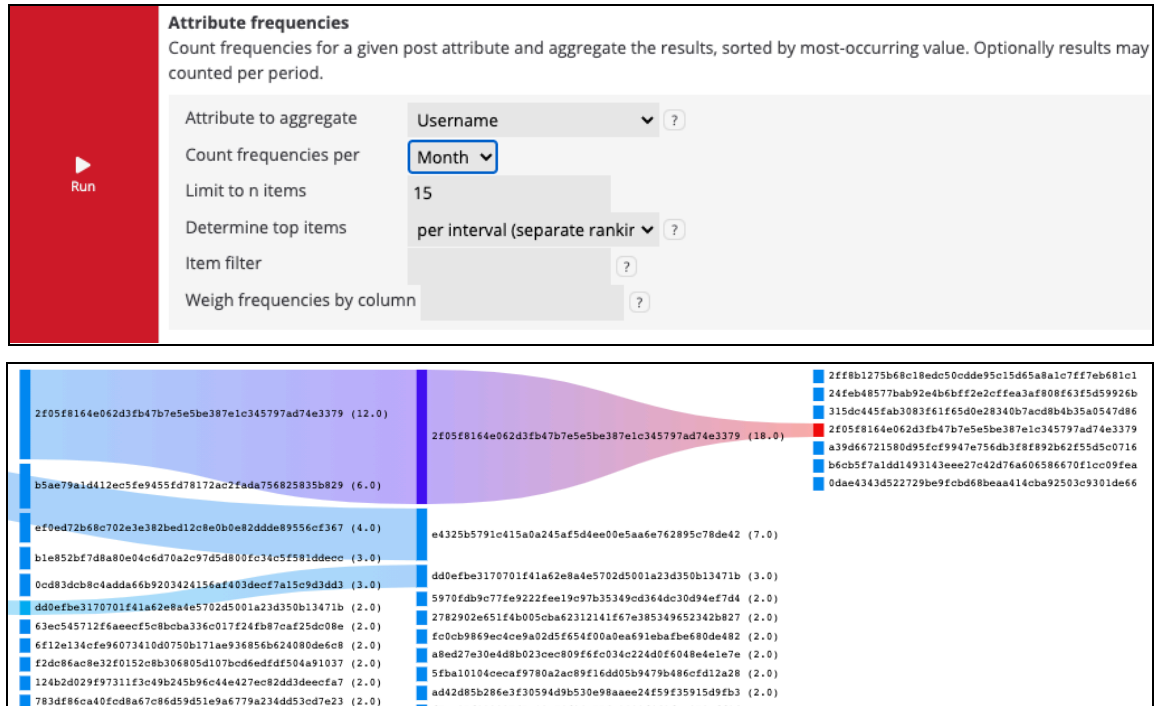 Attribute frequencies
Count frequencies for a given post attribute and aggregate the results, sorted by most-occurring value. Optionally results may
counted per period.
Run
Attribute to aggregate Username ?
Count frequencies per Month
Limit to n items 15
Determine top items per interval (separate rankir ?
Item filter ?
Weigh frequencies by column ?
2f05f8164e062d3fb47b7e5e5be387e1c345797ad74e3379 (12.0)
b5ae79a1d412ec5fe9455fd78172ac2fada756825835b829 (6.0)
ef0ed72b68c702e3e382bed12c8e0b0e82ddde89556cf367 (4.0)
b1e852bf7d8a80e04c6d70a2c97d5d800fc34c5f581ddecc (3.0)
0cd83dcb8c4adda66b9203424156af403decf7a15c9d3dd3 (3.0)
dd0efbe3170701f41a62e8a4e5702d5001a23d350b13471b (2.0)
63ec545712f6aeecf5c8bcba336c017f24fb87caf25dc08e (2.0)
6f12e134cfe96073410d0750b171ae936856b624080de6c8 (2.0)
f2dc86ac8e32f0152c8b306805d107bcd6edfdf504a91037 (2.0)
124b2d029f97311f3c49b245b96c44e427ec82dd3deecfa7 (2.0)
783df86ca40fcd8a67c86d59d51e9a6779a234dd53cd7e23 (2.0)
2f05f8164e062d3fb47b7e5e5be387e1c345797ad74e3379 (18.0)
e4325b5791c415a0a245af5d4ee00e5aa6e762895c78de42 (7.0)
dd0efbe3170701f41a62e8a4e5702d5001a23d350b13471b (3.0)
5970fdb9c77fe9222fee19c97b35349cd364dc30d94ef7d4 (2.0)
2782902e651f4b005cba62312141f67e385349652342b827 (2.0)
fc0cb9869ec4ce9a02d5f654f00a0ea691ebafbe680de482 (2.0)
a8ed27e30e4d8b023cec809f6fc034c224d0f6048e4e1e7e (2.0)
5fba10104cecaf9780a2ac89f16dd05b9479b486cfd12a28 (2.0)
ad42d85b286e3f30594d9b530e98aaee24f59f35915d9fb3 (2.0)
2ff8b1275b68c18edc50cdde95c15d65a8a1c7ff7eb681c1
24feb48577bab92e4b6bff2e2cffea3af808f63f5d59926b
315dc445fab3083f61f65d0e28340b7acd8b4b35a0547d86
2f05f8164e062d3fb47b7e5e5be387e1c345797ad74e3379
a39d66721580d95fcf9947e756db3f8f892b62f55d5c0716
b6cb5f7a1dd1493143eee27c42d76a606586670f1cc09fea
0dae4343d522729be9fcbd68beaa414cba92503c9301de66